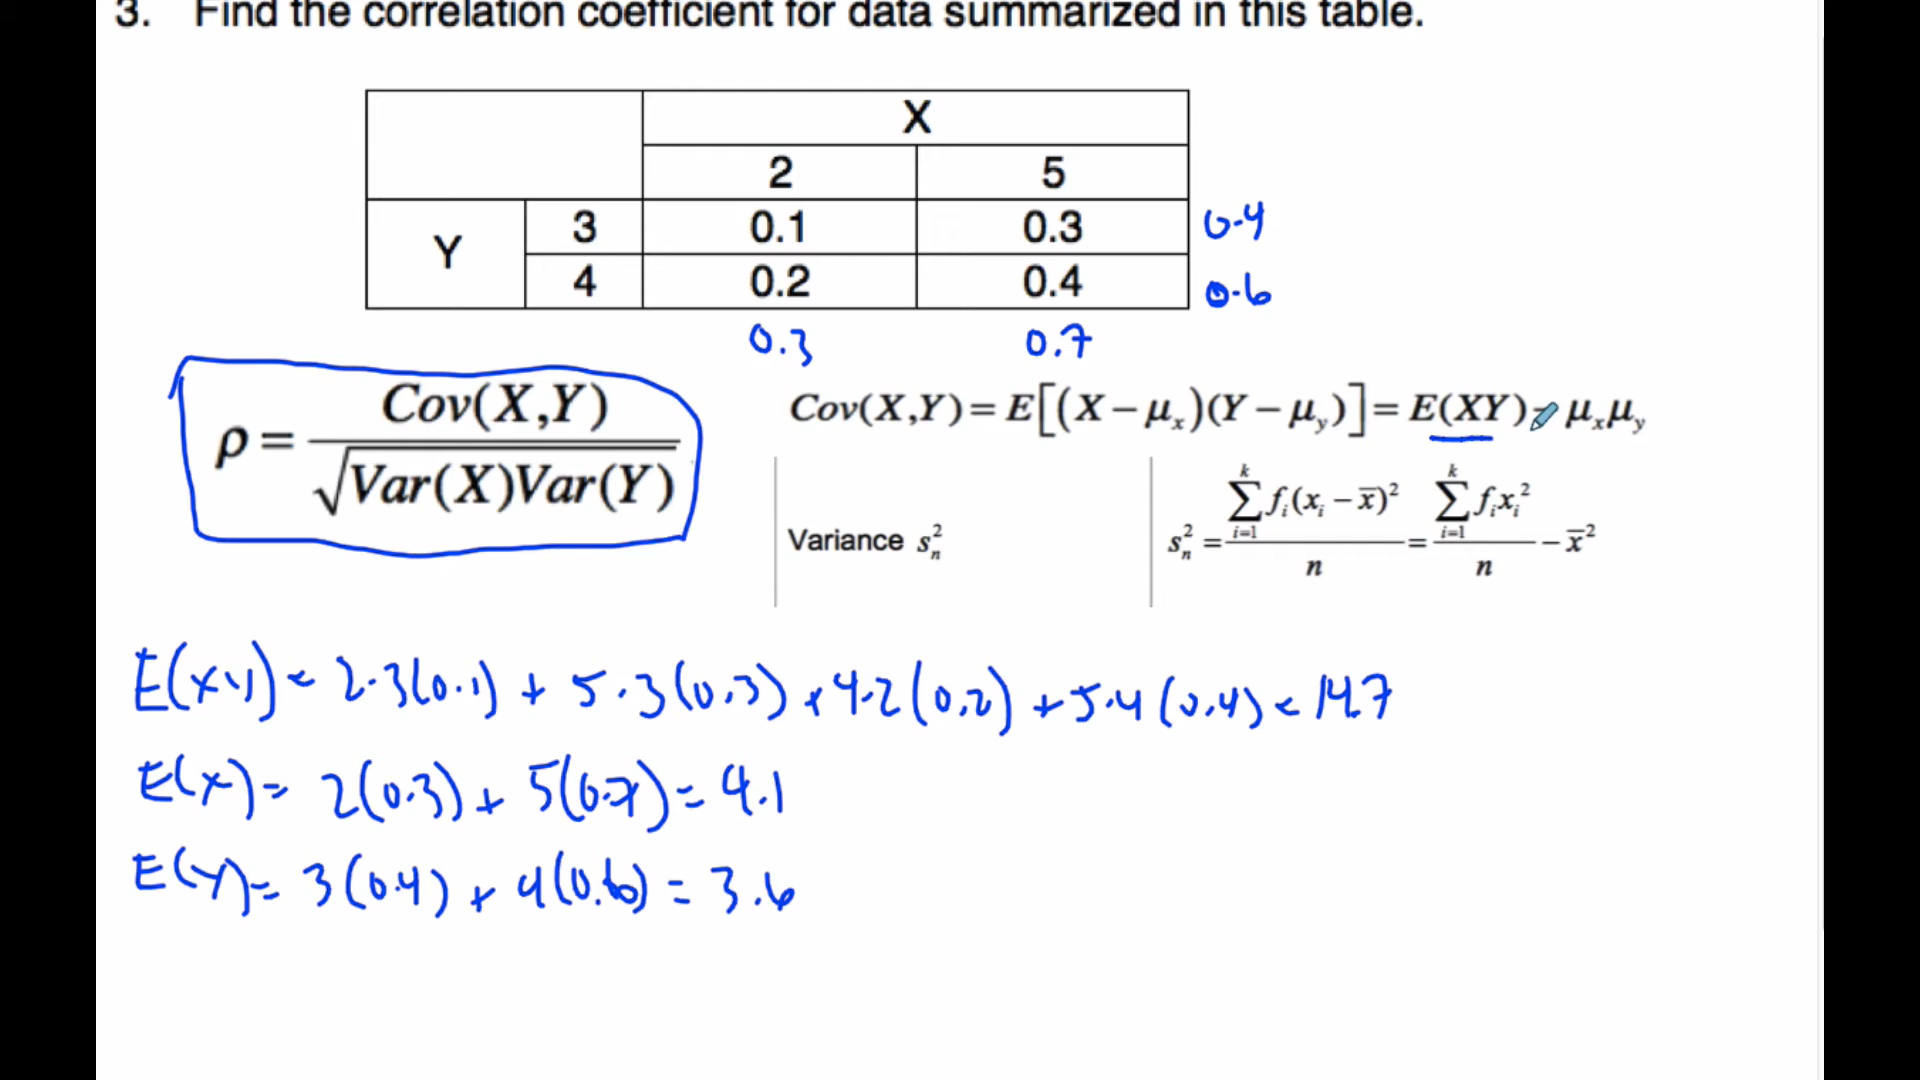 3. Find the correlation coefficient for data summarized in this table.
X
2 5
Y 3 0.1 0.3 0.4
4 0.2 0.4 0.6
0.3 0.7
ρ = Cov(X,Y) / √Var(X)Var(Y)
Cov(X,Y) = E[(X − μx)(Y − μy)] = E(XY) − μxμy
Variance sₙ² sₙ² = ∑ᵢ₌₁ᵏ fᵢ(xᵢ − x̄)² / n = ∑ᵢ₌₁ᵏ fᵢxᵢ² / n − x̄²
E(XY) = 2·3(0.1) + 5·3(0.3) + 4·2(0.2) + 5·4(0.4) = 14.7
E(X) = 2(0.3) + 5(0.7) = 4.1
E(Y) = 3(0.4) + 4(0.6) = 3.6